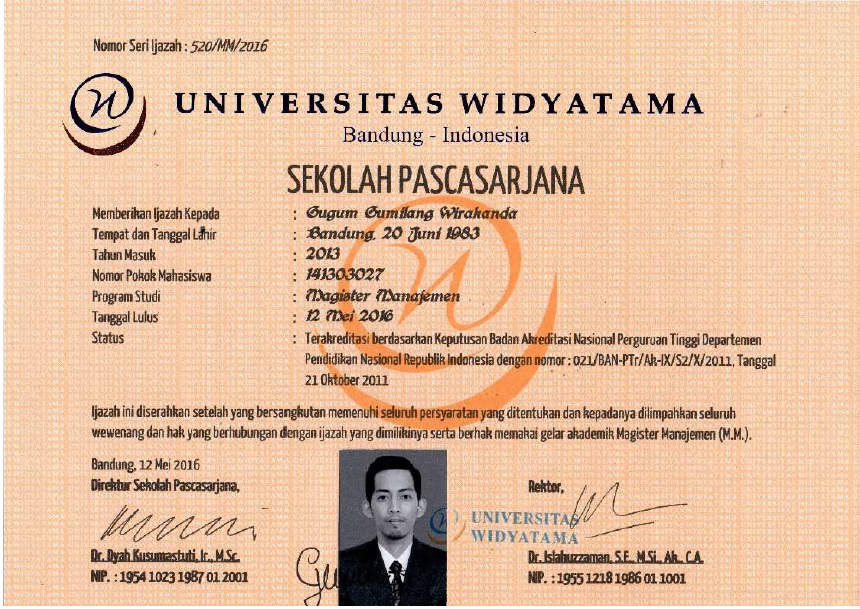 Nomor Seri Ijazah : 520/MM/2016
UNIVERSITAS WIDYATAMA
Bandung - Indonesia
SEKOLAH PASCASARJANA
Memberikan Ijazah Kepada : Gugum Gumilang Wirakanda
Tempat dan Tanggal Lahir : Bandung, 20 Juni 1983
Tahun Masuk : 2013
Nomor Pokok Mahasiswa : 141303027
Program Studi : Magister Manajemen
Tanggal Lulus : 12 Mei 2016
Status : Terakreditasi berdasarkan Keputusan Badan Akreditasi Nasional Perguruan Tinggi Departemen
Pendidikan Nasional Republik Indonesia dengan nomor : 021/BAN-PTr/Ak-IX/S2/X/2011, Tanggal
21 Oktober 2011
Ijazah ini diserahkan setelah yang bersangkutan memenuhi seluruh persyaratan yang ditentukan dan kepadanya dilimpahkan seluruh
wewenang dan hak yang berhubungan dengan ijazah yang dimilikinya serta berhak memakai gelar akademik Magister Manajemen (M.M.).
Bandung, 12 Mei 2016
Direktur Sekolah Pascasarjana,
Dr. Dyah Kusumastuti, Ir., M.Sc.
NIP. : 1954 1023 1987 01 2001
UNIVERSITAS
WIDYATAMA
Rektor,
Dr. Islahuzzaman, S.E., M.Si., Ak., C.A.
NIP. : 1955 1218 1986 01 1001